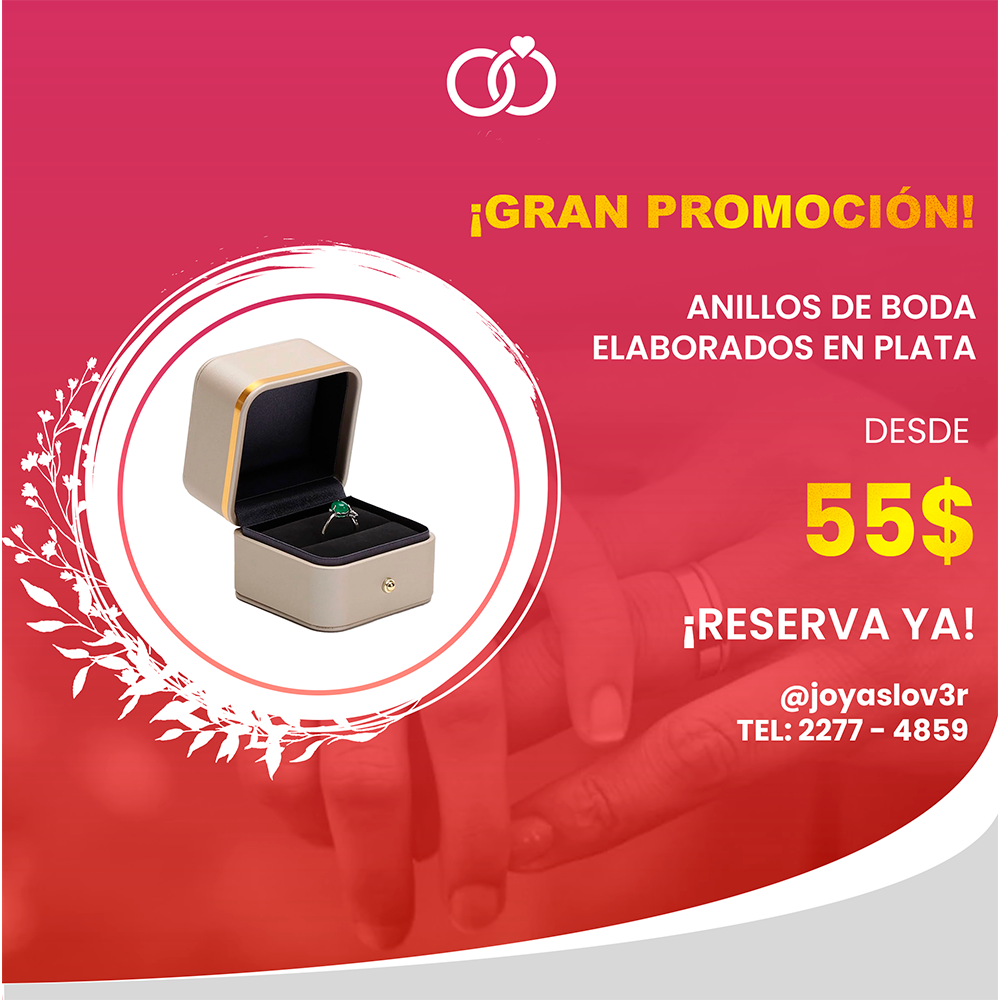 ¡GRAN PROMOCIÓN!
ANILLOS DE BODA
ELABORADOS EN PLATA
DESDE
55$
¡RESERVA YA!
@joyaslov3r
TEL: 2277 - 4859